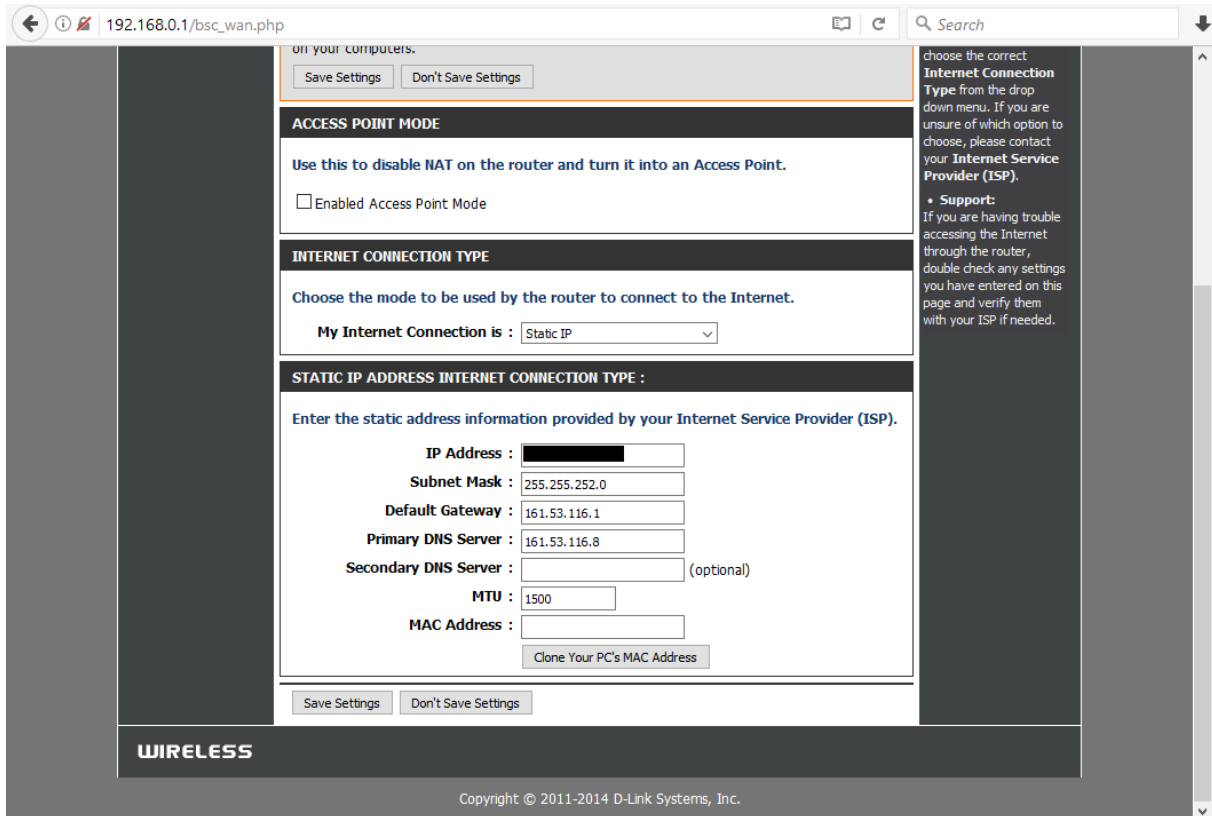 192.168.0.1/bsc_wan.php
Search
on your computers.
Save Settings Don't Save Settings
ACCESS POINT MODE
Use this to disable NAT on the router and turn it into an Access Point.
Enabled Access Point Mode
INTERNET CONNECTION TYPE
Choose the mode to be used by the router to connect to the Internet.
My Internet Connection is : Static IP
STATIC IP ADDRESS INTERNET CONNECTION TYPE :
Enter the static address information provided by your Internet Service Provider (ISP).
IP Address :
Subnet Mask : 255.255.252.0
Default Gateway : 161.53.116.1
Primary DNS Server : 161.53.116.8
Secondary DNS Server : (optional)
MTU : 1500
MAC Address :
Clone Your PC's MAC Address
Save Settings Don't Save Settings
choose the correct
Internet Connection
Type from the drop
down menu. If you are
unsure of which option to
choose, please contact
your Internet Service
Provider (ISP).
• Support:
If you are having trouble
accessing the Internet
through the router,
double check any settings
you have entered on this
page and verify them
with your ISP if needed.
WIRELESS
Copyright © 2011-2014 D-Link Systems, Inc.